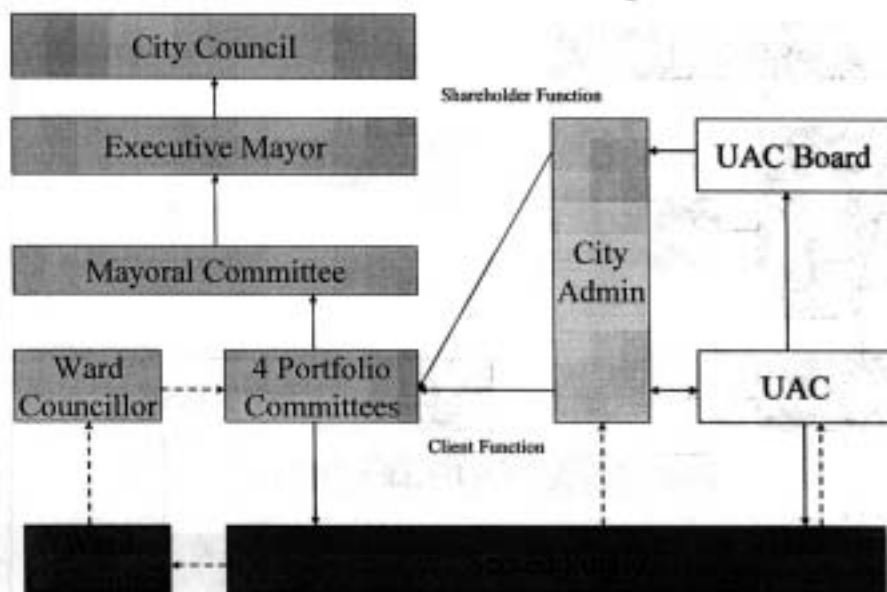 City Council
Shareholder Function
Executive Mayor
UAC Board
City
Admin
Mayoral Committee
Ward
Councillor
4 Portfolio
Committees
UAC
Client Function